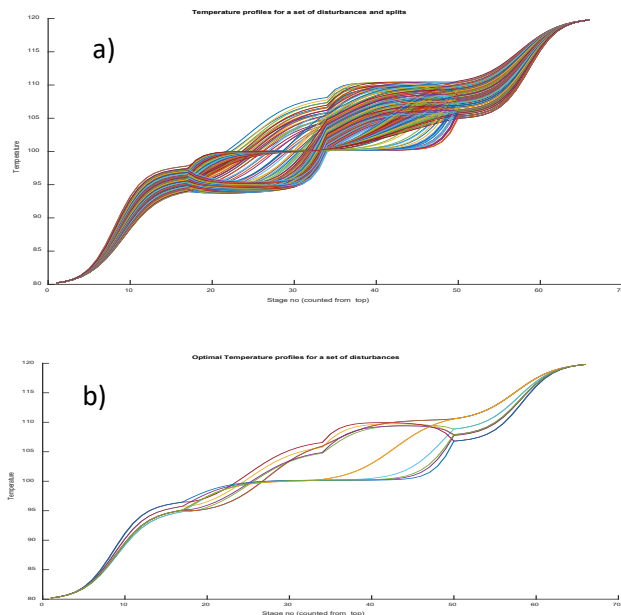 Temperature profiles for a set of disturbances and splits
a)
120
115
110
105
100
95
90
85
80
Temperature
0 10 20 30 40 50 60 70
Stage no (counted from top)
Optimal Temperature profiles for a set of disturbances
b)
120
115
110
105
100
95
90
85
80
Temperature
0 10 20 30 40 50 60 70
Stage no (counted from top)